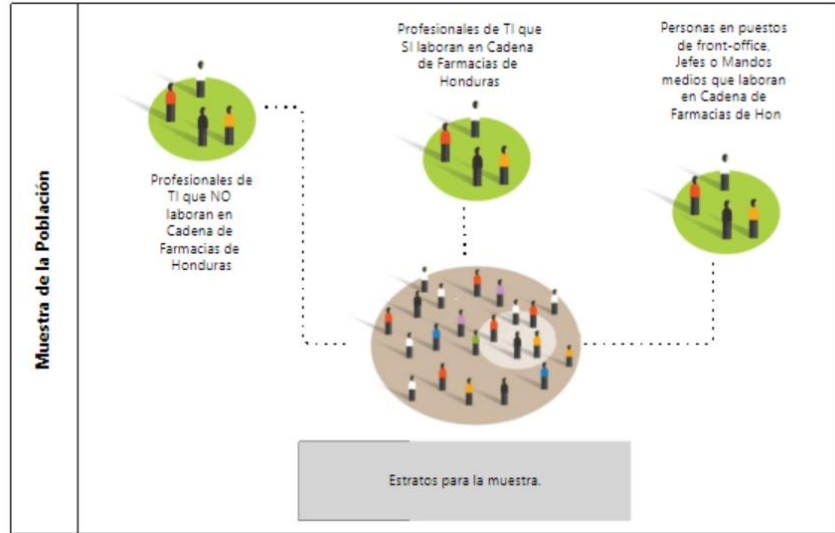 Muestra de la Población
Profesionales de
TI que NO
laboran en
Cadena de
Farmacias de
Honduras
Profesionales de TI que
SI laboran en Cadena
de Farmacias de
Honduras
Personas en puestos
de front-office,
Jefes o Mandos
medios que laboran
en Cadena de
Farmacias de Hon
Estratos para la muestra.